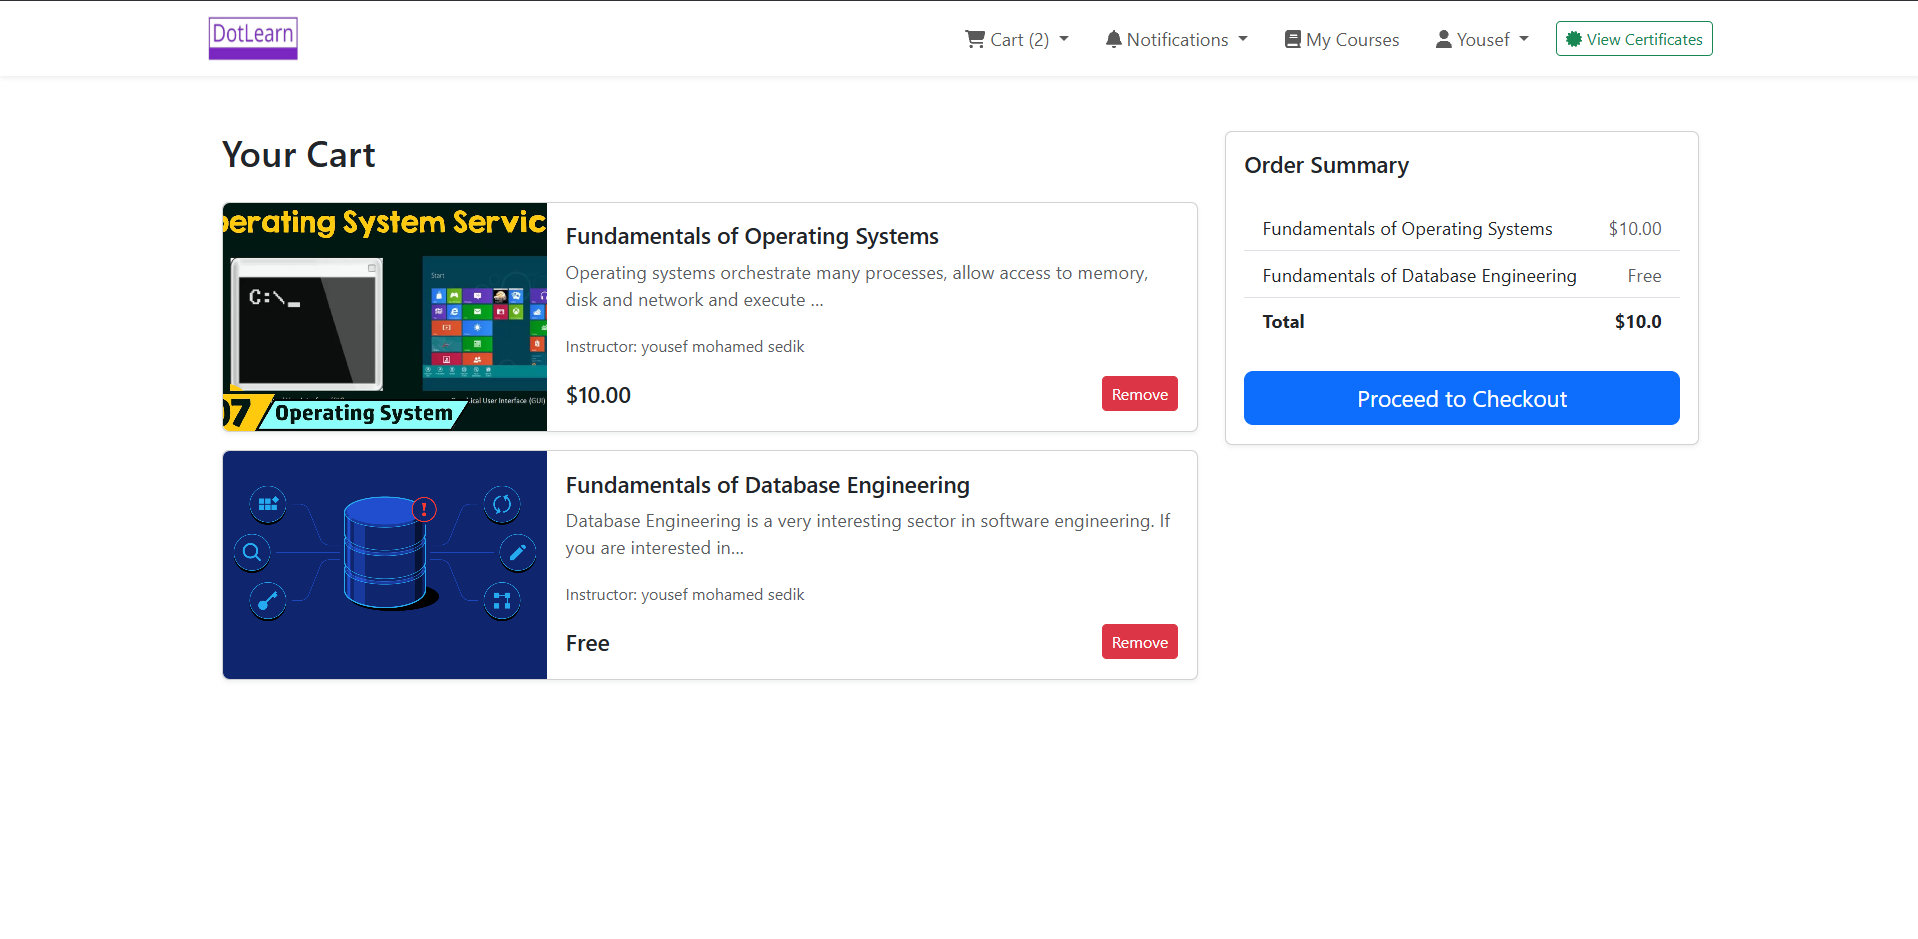 DotLearn
Cart (2)
Notifications
My Courses
Yousef
View Certificates
Your Cart
perating System Servic
Start
C:\_
ical User Interface (GUI)
07 Operating System
Fundamentals of Operating Systems
Operating systems orchestrate many processes, allow access to memory,
disk and network and execute ...
Instructor: yousef mohamed sedik
$10.00
Remove
Fundamentals of Database Engineering
Database Engineering is a very interesting sector in software engineering. If
you are interested in...
Instructor: yousef mohamed sedik
Free
Remove
Order Summary
Fundamentals of Operating Systems $10.00
Fundamentals of Database Engineering Free
Total $10.0
Proceed to Checkout